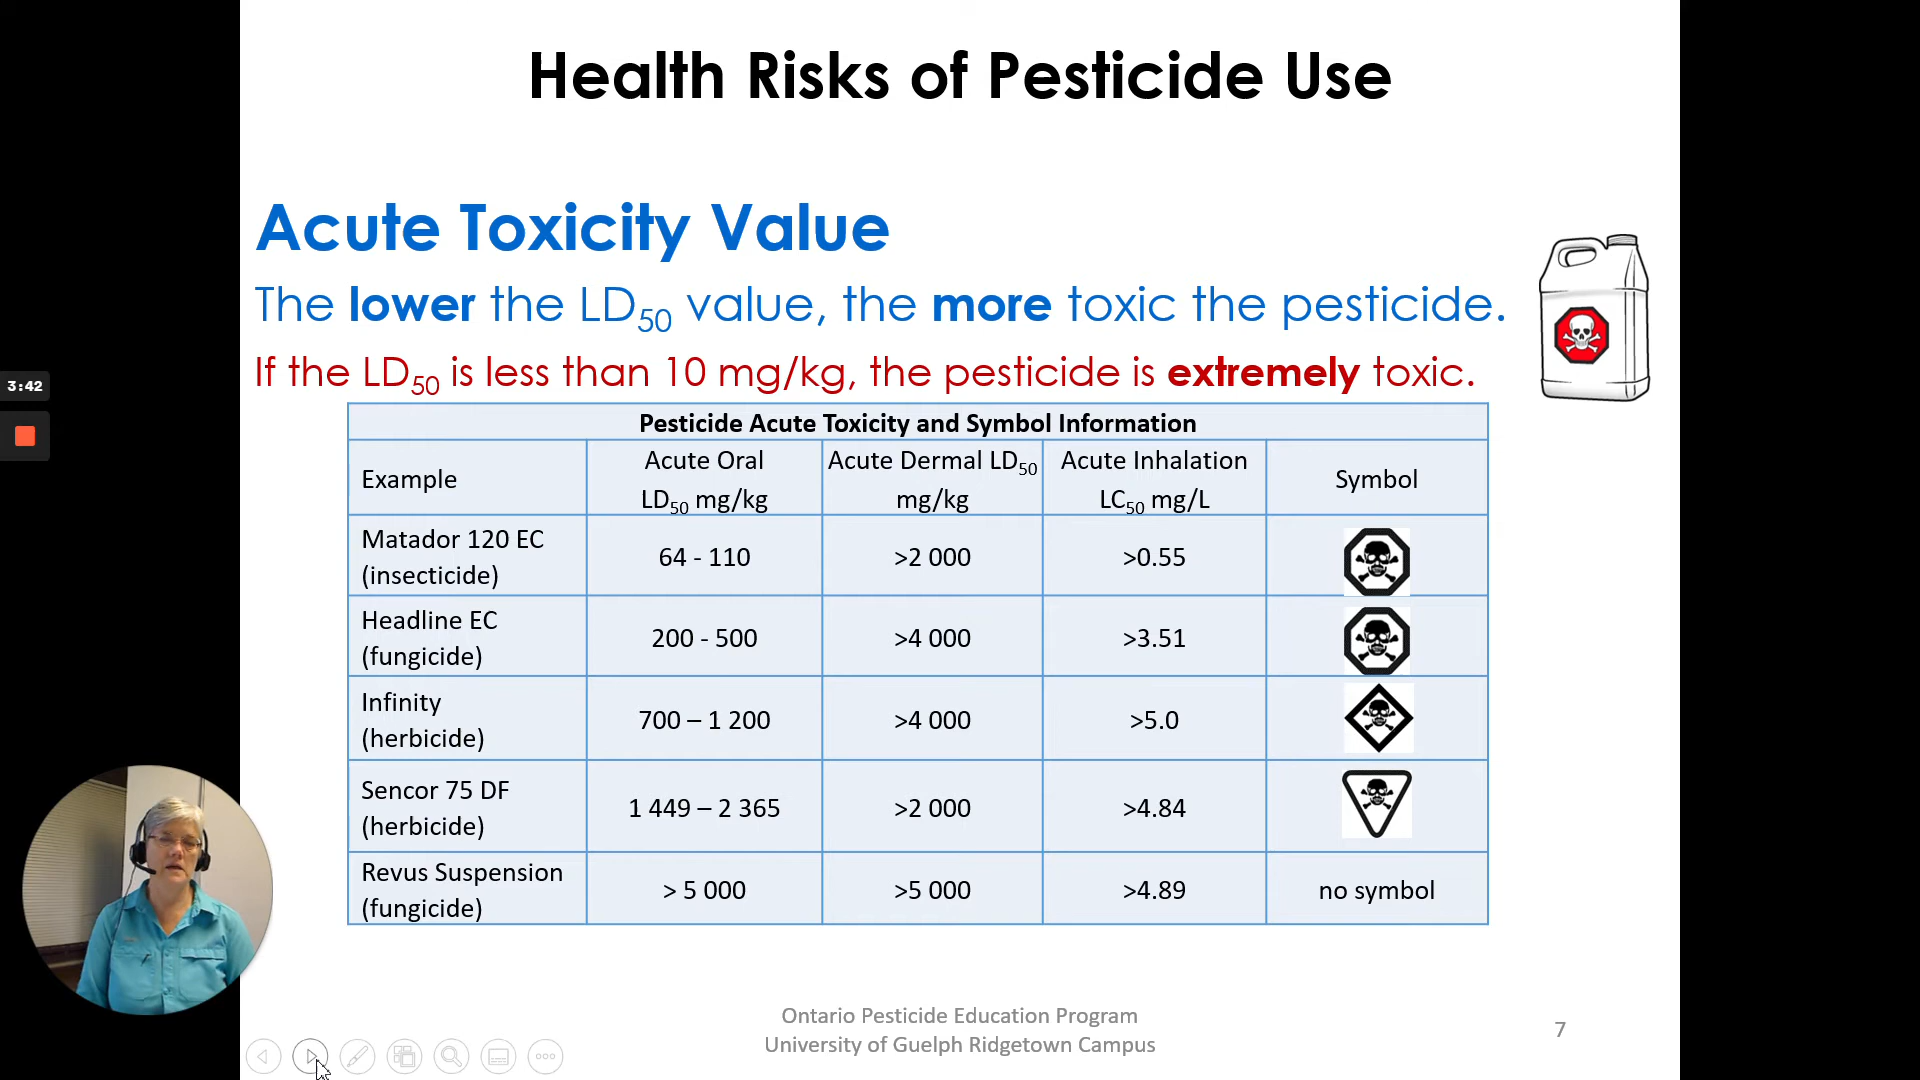 Health Risks of Pesticide Use
Acute Toxicity Value
The lower the LD50 value, the more toxic the pesticide.
If the LD50 is less than 10 mg/kg, the pesticide is extremely toxic.
3:42
Pesticide Acute Toxicity and Symbol Information
Example
Acute Oral
LD50 mg/kg
Acute Dermal LD50
mg/kg
Acute Inhalation
LC50 mg/L
Symbol
Matador 120 EC
(insecticide)
64 - 110
>2 000
>0.55
Headline EC
(fungicide)
200 - 500
>4 000
>3.51
Infinity
(herbicide)
700 – 1 200
>4 000
>5.0
Sencor 75 DF
(herbicide)
1 449 – 2 365
>2 000
>4.84
Revus Suspension
(fungicide)
> 5 000
>5 000
>4.89
no symbol
Ontario Pesticide Education Program
University of Guelph Ridgetown Campus
7